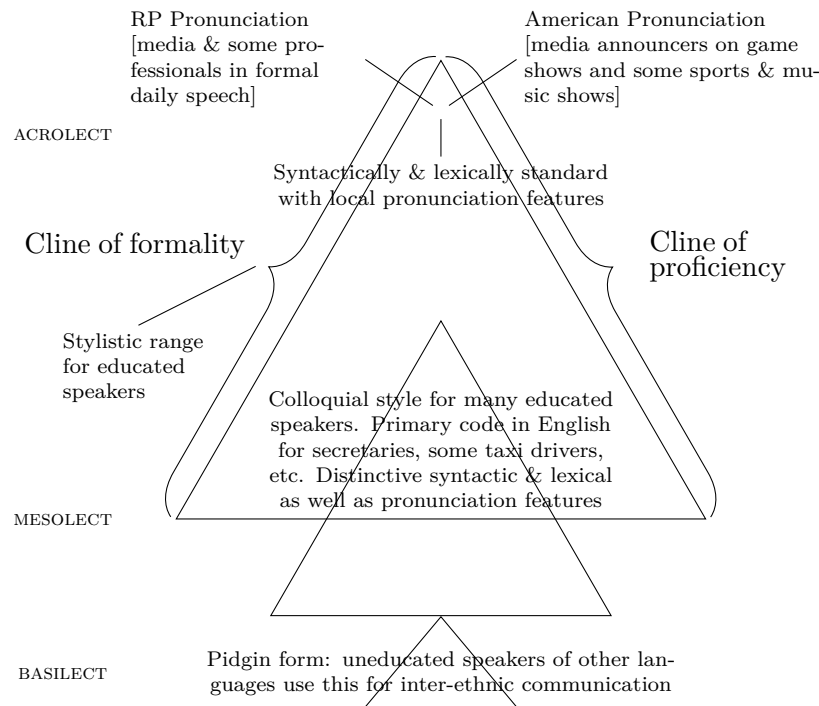 RP Pronunciation
[media & some pro-
fessionals in formal
daily speech]
American Pronunciation
[media announcers on game
shows and some sports & mu-
sic shows]
ACROLECT
Syntactically & lexically standard
with local pronunciation features
Cline of formality
Cline of
proficiency
Stylistic range
for educated
speakers
Colloquial style for many educated
speakers. Primary code in English
for secretaries, some taxi drivers,
etc. Distinctive syntactic & lexical
as well as pronunciation features
MESOLECT
BASILECT
Pidgin form: uneducated speakers of other lan-
guages use this for inter-ethnic communication